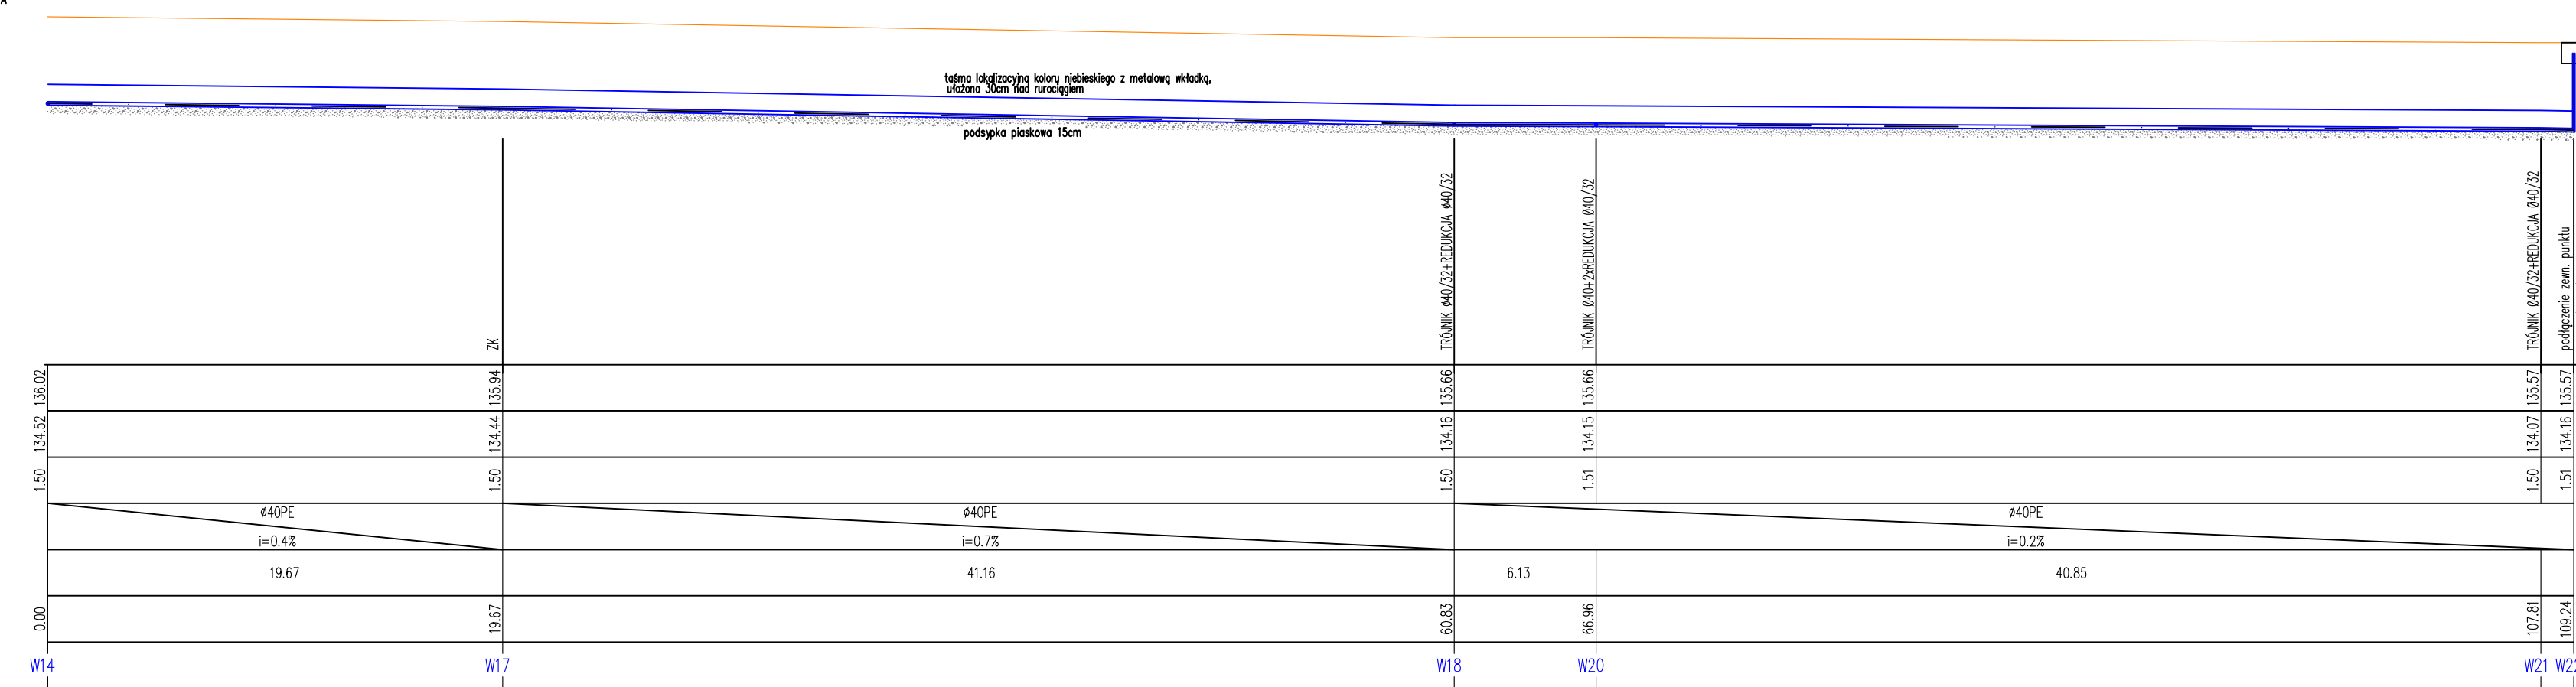 taśma lokalizacyjna koloru niebieskiego z metalową wkładką,
ułożona 30cm nad rurociągiem
podsypka piaskowa 15cm
ZK
TRÓJNIK ø40/32+REDUKCJA ø40/32
TRÓJNIK Ø40+2xREDUKCJA Ø40/32
TRÓJNIK Ø40/32+REDUKCJA Ø40/32
podłączenie zewn. punktu
136.02 135.94 135.66 135.66 135.57 135.57
134.52 134.44 134.16 134.15 134.07 134.16
1.50 1.50 1.50 1.51 1.50 1.51
ø40PE ø40PE ø40PE
i=0.4% i=0.7% i=0.2%
19.67 41.16 6.13 40.85
0.00 19.67 60.83 66.96 107.81 109.24
W14 W17 W18 W20 W21